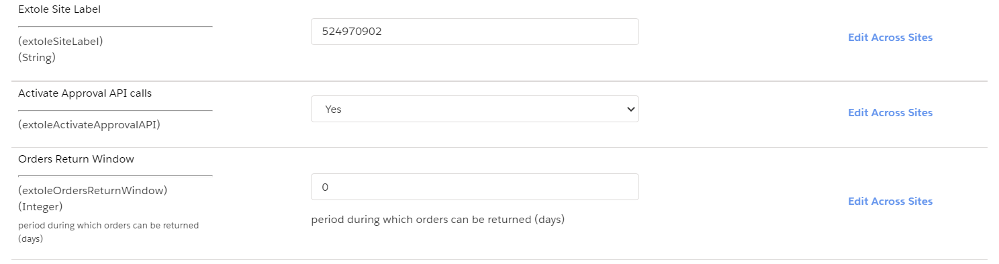 Extole Site Label
(extoleSiteLabel)
(String)
524970902
Edit Across Sites
Activate Approval API calls
(extoleActivateApprovalAPI)
Yes
Edit Across Sites
Orders Return Window
(extoleOrdersReturnWindow)
(Integer)
period during which orders can be returned
(days)
0
period during which orders can be returned (days)
Edit Across Sites